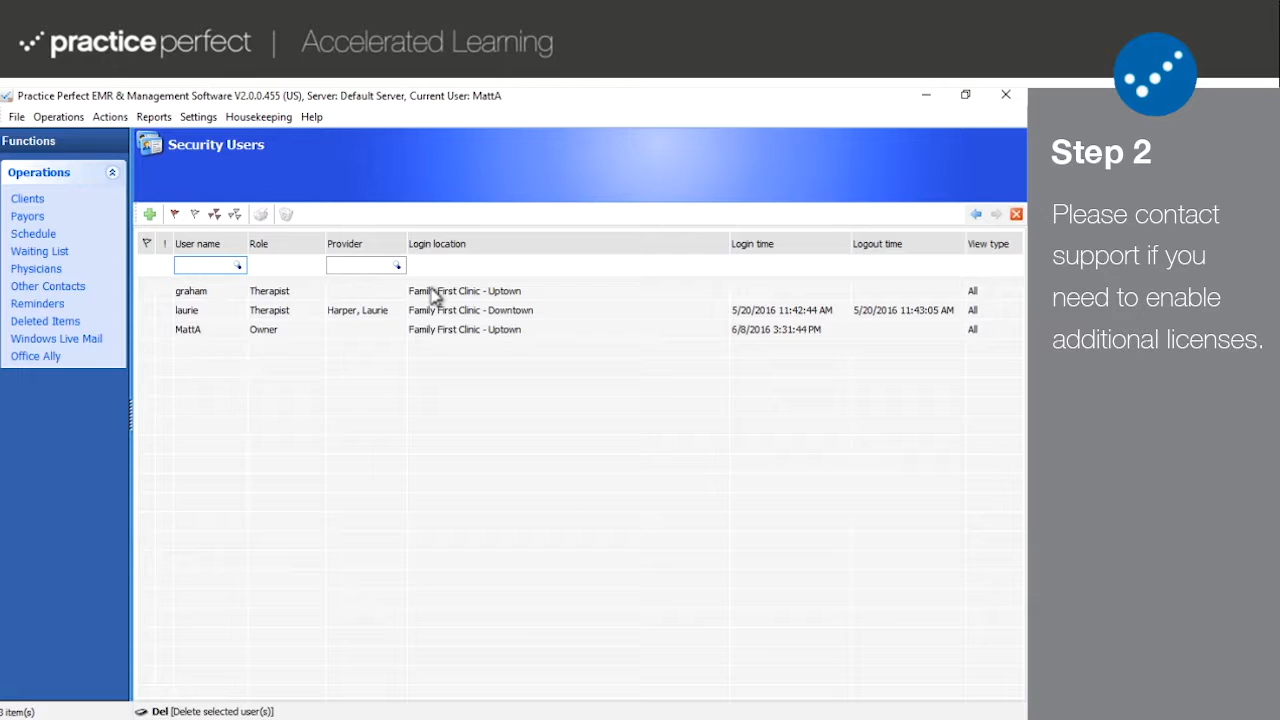 practiceperfect | Accelerated Learning
Practice Perfect EMR & Management Software V2.0.0.455 (US), Server: Default Server, Current User: MattA
File Operations Actions Reports Settings Housekeeping Help
Functions
Security Users
Operations
Clients
Payors
Schedule
Waiting List
Physicians
Other Contacts
Reminders
Deleted Items
Windows Live Mail
Office Ally
! User name Role Provider Login location Login time Logout time View type
graham Therapist Family First Clinic - Uptown All
laurie Therapist Harper, Laurie Family First Clinic - Downtown 5/20/2016 11:42:44 AM 5/20/2016 11:43:05 AM All
MattA Owner Family First Clinic - Uptown 6/8/2016 3:31:44 PM All
3 item(s)
Del [Delete selected user(s)]
Step 2
Please contact
support if you
need to enable
additional licenses.